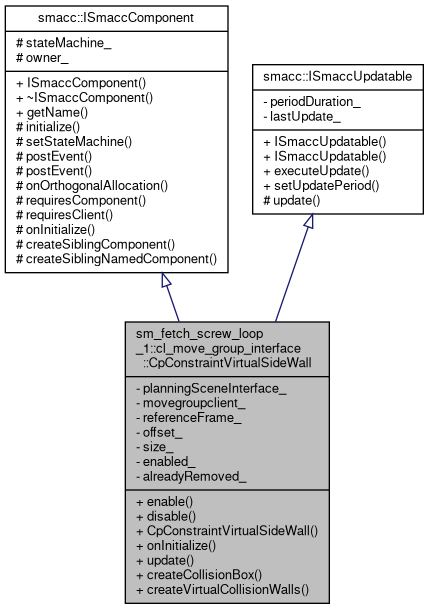 smacc::ISmaccComponent
# stateMachine_
# owner_
+ ISmaccComponent()
+ ~ISmaccComponent()
+ getName()
# initialize()
# setStateMachine()
# postEvent()
# postEvent()
# onOrthogonalAllocation()
# requiresComponent()
# requiresClient()
# onInitialize()
# createSiblingComponent()
# createSiblingNamedComponent()
smacc::ISmaccUpdatable
- periodDuration_
- lastUpdate_
+ ISmaccUpdatable()
+ ISmaccUpdatable()
+ executeUpdate()
+ setUpdatePeriod()
# update()
sm_fetch_screw_loop
_1::cl_move_group_interface
::CpConstraintVirtualSideWall
- planningSceneInterface_
- movegroupclient_
- referenceFrame_
- offset_
- size_
- enabled_
- alreadyRemoved_
+ enable()
+ disable()
+ CpConstraintVirtualSideWall()
+ onInitialize()
+ update()
+ createCollisionBox()
+ createVirtualCollisionWalls()